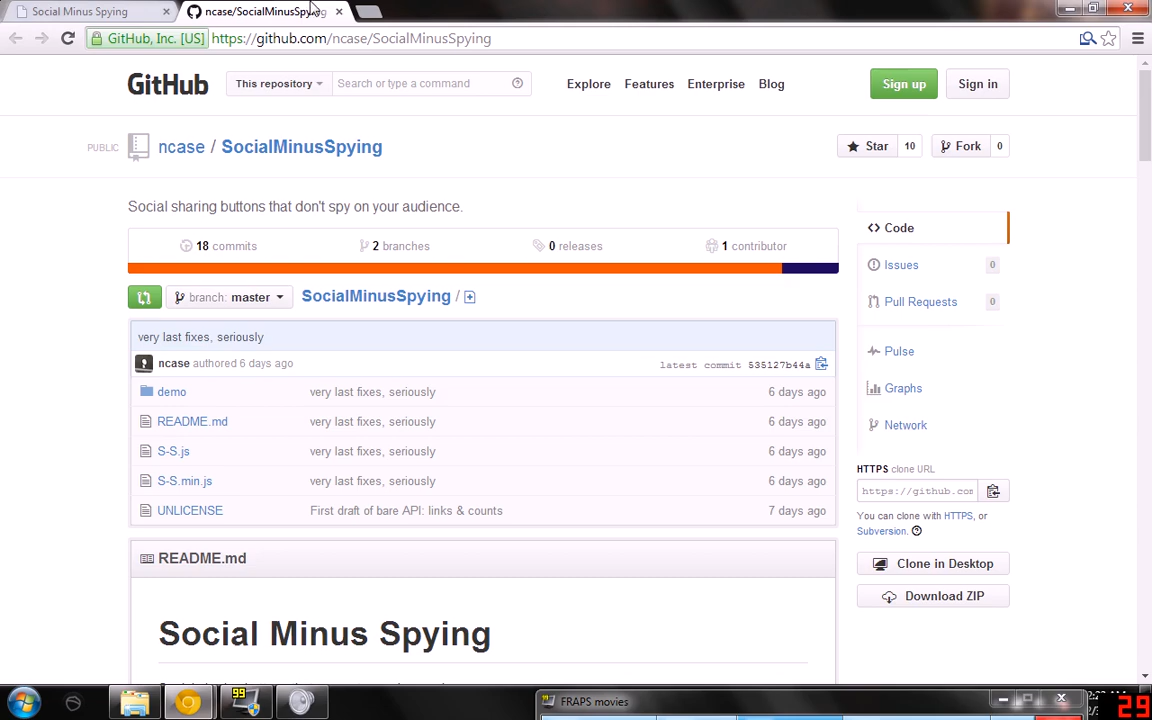 Social Minus Spying
ncase/SocialMinusSpying
GitHub, Inc. [US] https://github.com/ncase/SocialMinusSpying
GitHub This repository Search or type a command Explore Features Enterprise Blog Sign up Sign in
PUBLIC ncase / SocialMinusSpying Star 10 Fork 0
Social sharing buttons that don't spy on your audience.
18 commits 2 branches 0 releases 1 contributor
branch: master SocialMinusSpying /
very last fixes, seriously
ncase authored 6 days ago latest commit 535127b44a
demo very last fixes, seriously 6 days ago
README.md very last fixes, seriously 6 days ago
S-S.js very last fixes, seriously 6 days ago
S-S.min.js very last fixes, seriously 6 days ago
UNLICENSE First draft of bare API: links & counts 7 days ago
README.md
Social Minus Spying
Code
Issues 0
Pull Requests 0
Pulse
Graphs
Network
HTTPS clone URL
https://github.com
You can clone with HTTPS, or
Subversion.
Clone in Desktop
Download ZIP
99
FRAPS movies
29